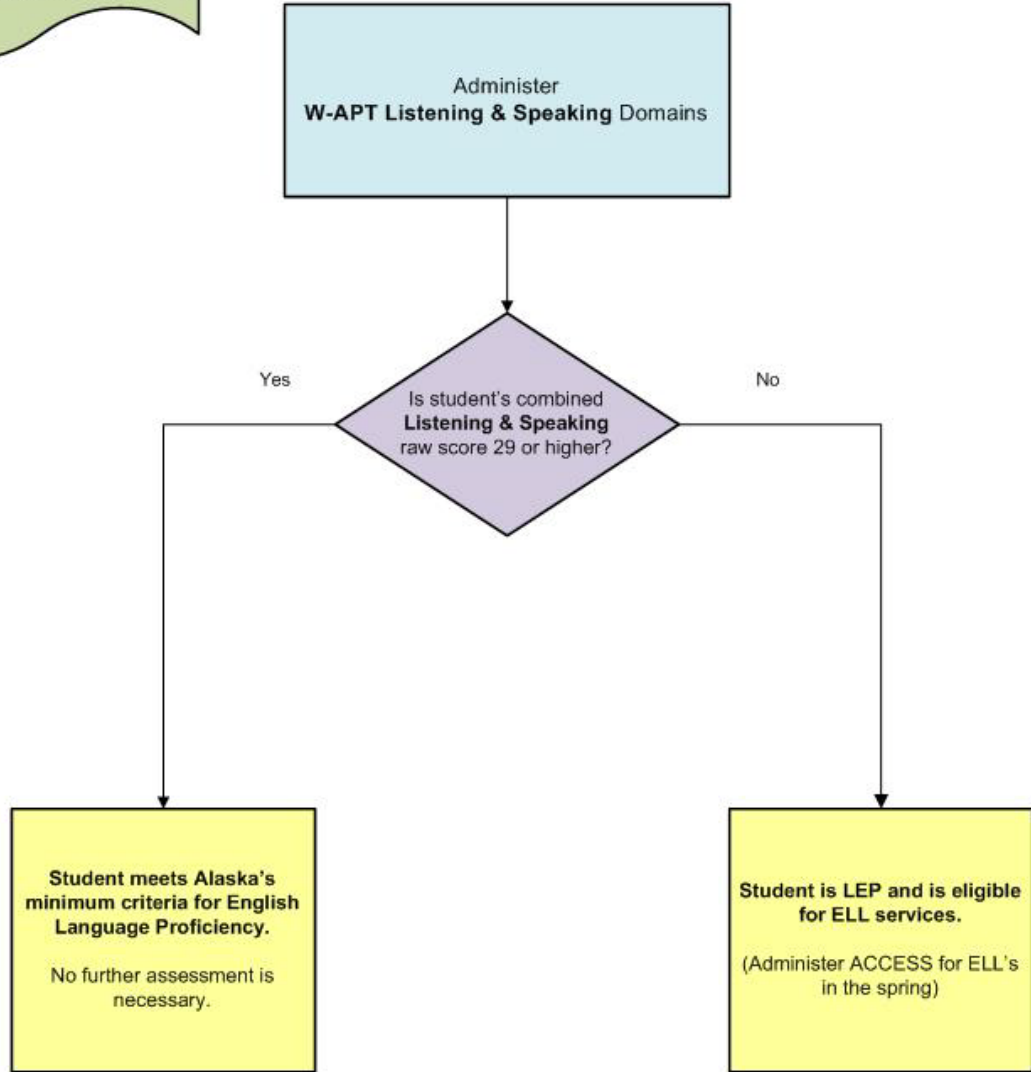 Administer
W-APT Listening & Speaking Domains
Yes
No
Is student's combined
Listening & Speaking
raw score 29 or higher?
Student meets Alaska's
minimum criteria for English
Language Proficiency.
No further assessment is
necessary.
Student is LEP and is eligible
for ELL services.
(Administer ACCESS for ELL's
in the spring)